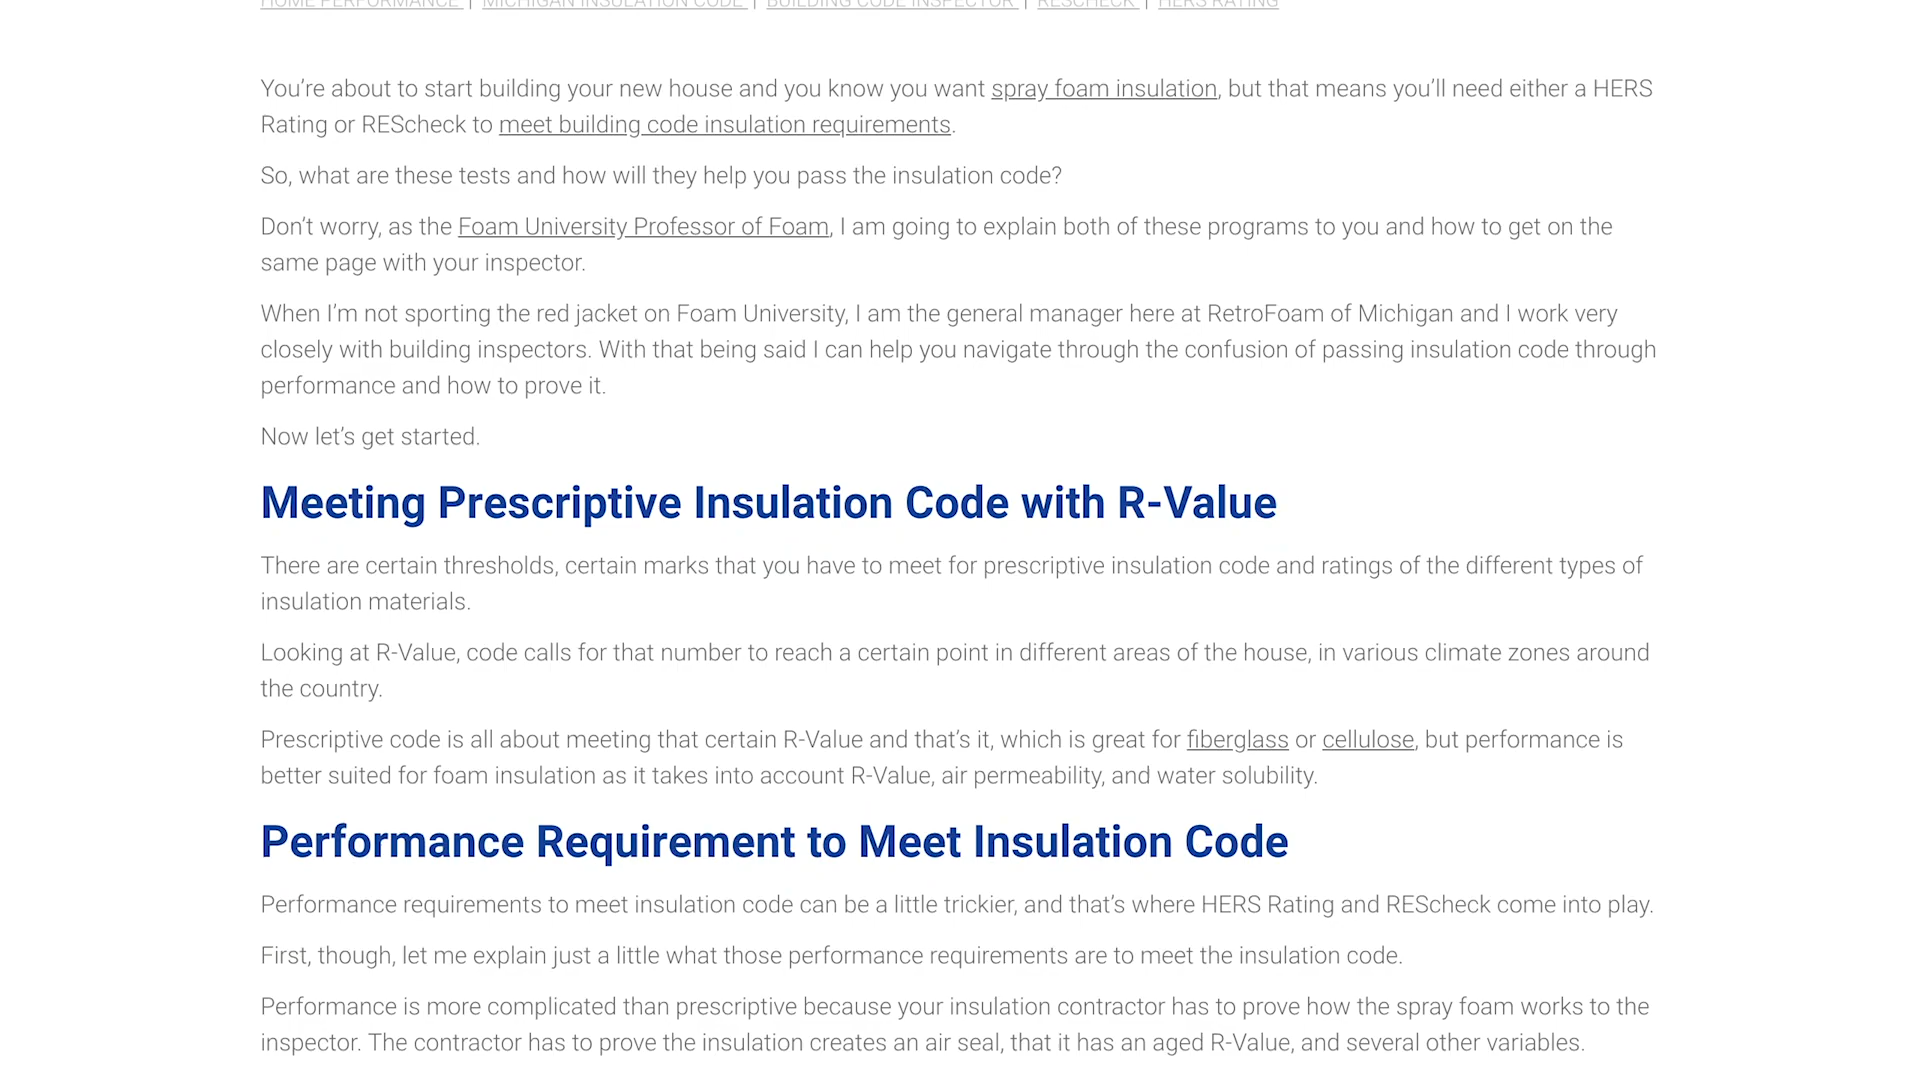 HOME PERFORMANCE | MICHIGAN INSULATION CODE | BUILDING CODE INSPECTOR | RESCHECK | HERS RATING
You’re about to start building your new house and you know you want spray foam insulation, but that means you’ll need either a HERS
Rating or REScheck to meet building code insulation requirements.
So, what are these tests and how will they help you pass the insulation code?
Don’t worry, as the Foam University Professor of Foam, I am going to explain both of these programs to you and how to get on the
same page with your inspector.
When I’m not sporting the red jacket on Foam University, I am the general manager here at RetroFoam of Michigan and I work very
closely with building inspectors. With that being said I can help you navigate through the confusion of passing insulation code through
performance and how to prove it.
Now let’s get started.
Meeting Prescriptive Insulation Code with R-Value
There are certain thresholds, certain marks that you have to meet for prescriptive insulation code and ratings of the different types of
insulation materials.
Looking at R-Value, code calls for that number to reach a certain point in different areas of the house, in various climate zones around
the country.
Prescriptive code is all about meeting that certain R-Value and that’s it, which is great for fiberglass or cellulose, but performance is
better suited for foam insulation as it takes into account R-Value, air permeability, and water solubility.
Performance Requirement to Meet Insulation Code
Performance requirements to meet insulation code can be a little trickier, and that’s where HERS Rating and REScheck come into play.
First, though, let me explain just a little what those performance requirements are to meet the insulation code.
Performance is more complicated than prescriptive because your insulation contractor has to prove how the spray foam works to the
inspector. The contractor has to prove the insulation creates an air seal, that it has an aged R-Value, and several other variables.